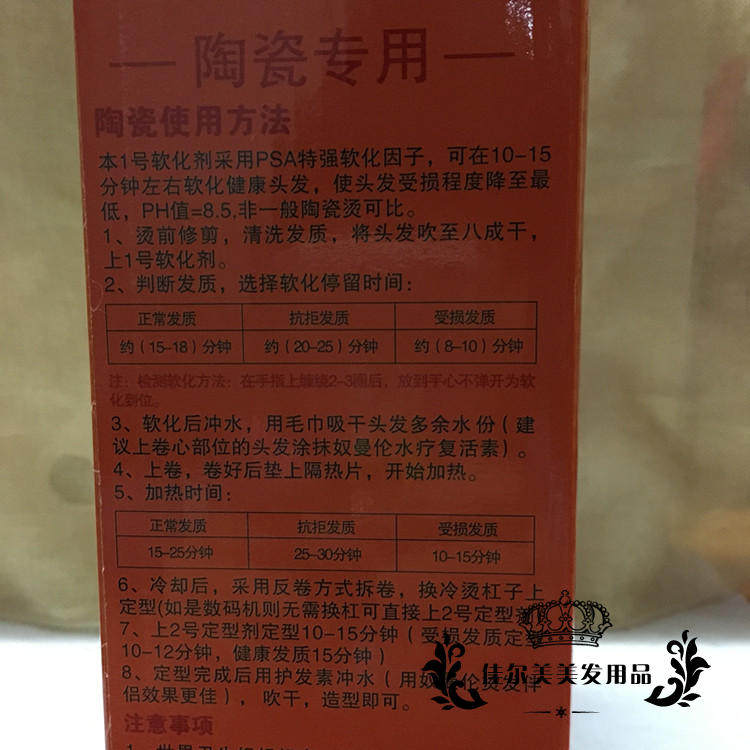 陶瓷专用
陶瓷使用方法
本1号软化剂采用PSA特强软化因子，可在10-15
分钟左右软化健康头发，使头发受损程度降至最
低，PH值=8.5,非一般陶瓷烫可比。
1、烫前修剪，清洗发质，将头发吹至八成干，
上1号软化剂。
2、判断发质，选择软化停留时间：
正常发质 抗拒发质 受损发质
约（15-18）分钟 约（20-25）分钟 约（8-10）分钟
注：检测软化方法：在手指上缠绕2-3圈后，放到手心不弹开为软
化到位。
3、软化后冲水，用毛巾吸干头发多余水份（建
议上卷心部位的头发涂抹奴曼伦水疗复活素）。
4、上卷，卷好后垫上隔热片，开始加热。
5、加热时间：
正常发质 抗拒发质 受损发质
15-25分钟 25-30分钟 10-15分钟
6、冷却后，采用反卷方式拆卷，换冷烫杠子上
定型(如是数码机则无需换杠可直接上2号定型
7、上2号定型剂定型10-15分钟（受损发质定型
10-12分钟，健康发质15分钟）
8、定型完成后用护发素冲水（用奴
侣效果更佳），吹干，造型即可。
佳尔美美发用品
注意事项